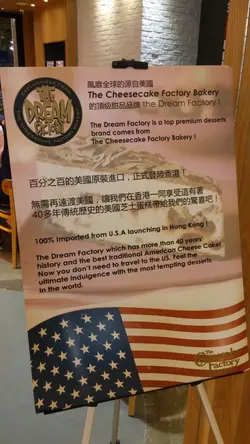 THE
DREAM
FACTORY
風靡全球的源自美國
The Cheesecake Factory Bakery
的頂級甜品品牌 the Dream Factory !
The Dream Factory is a top premium desserts
brand comes from
The Cheesecake Factory Bakery !
百分之百的美國原裝進口，正式登陸香港！
無需再遠渡美國，讓我們在香港一同享受這有著
40多年傳統歷史的美國芝士蛋糕帶給我們的驚喜吧！
100% Imported from U.S.A launching in Hong Kong !
The Dream Factory which has more than 40 years
history and the best traditional American Cheese Cake!
Now you don't need to travel to the US. Feel the
ultimate indulgence with the most tempting desserts
in the world.
The
Factory